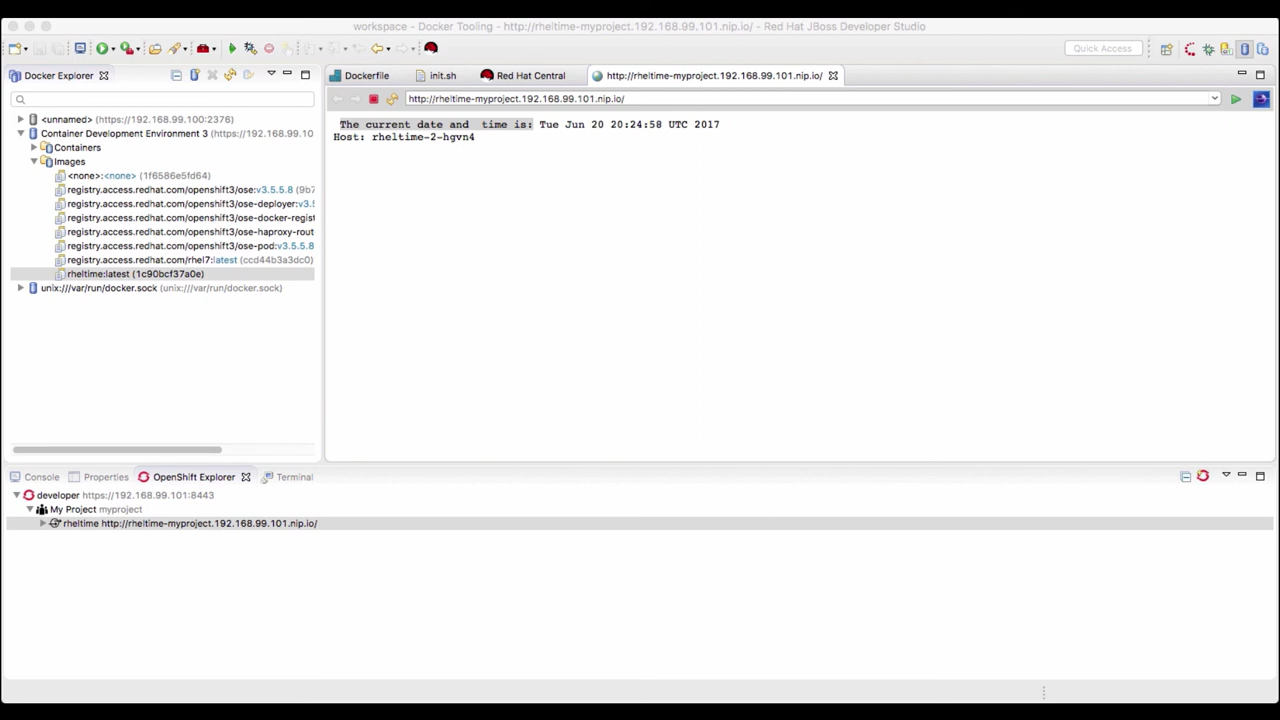 workspace - Docker Tooling - http://rheltime-myproject.192.168.99.101.nip.io/ - Red Hat JBoss Developer Studio
Quick Access
Docker Explorer
Dockerfile
init.sh
Red Hat Central
http://rheltime-myproject.192.168.99.101.nip.io/
http://rheltime-myproject.192.168.99.101.nip.io/
<unnamed> (https://192.168.99.100:2376)
Container Development Environment 3 (https://192.168.99.10
Containers
Images
<none>:<none> (1f6586e5fd64)
registry.access.redhat.com/openshift3/ose:v3.5.5.8 (9b7
registry.access.redhat.com/openshift3/ose-deployer:v3.5
registry.access.redhat.com/openshift3/ose-docker-regist
registry.access.redhat.com/openshift3/ose-haproxy-rout
registry.access.redhat.com/openshift3/ose-pod:v3.5.5.8
registry.access.redhat.com/rhel7:latest (ccd44b3a3dc0)
rheltime:latest (1c90bcf37a0e)
unix:///var/run/docker.sock (unix:///var/run/docker.sock)
The current date and  time is: Tue Jun 20 20:24:58 UTC 2017
Host: rheltime-2-hgvn4
Console
Properties
OpenShift Explorer
Terminal
developer https://192.168.99.101:8443
My Project myproject
rheltime http://rheltime-myproject.192.168.99.101.nip.io/